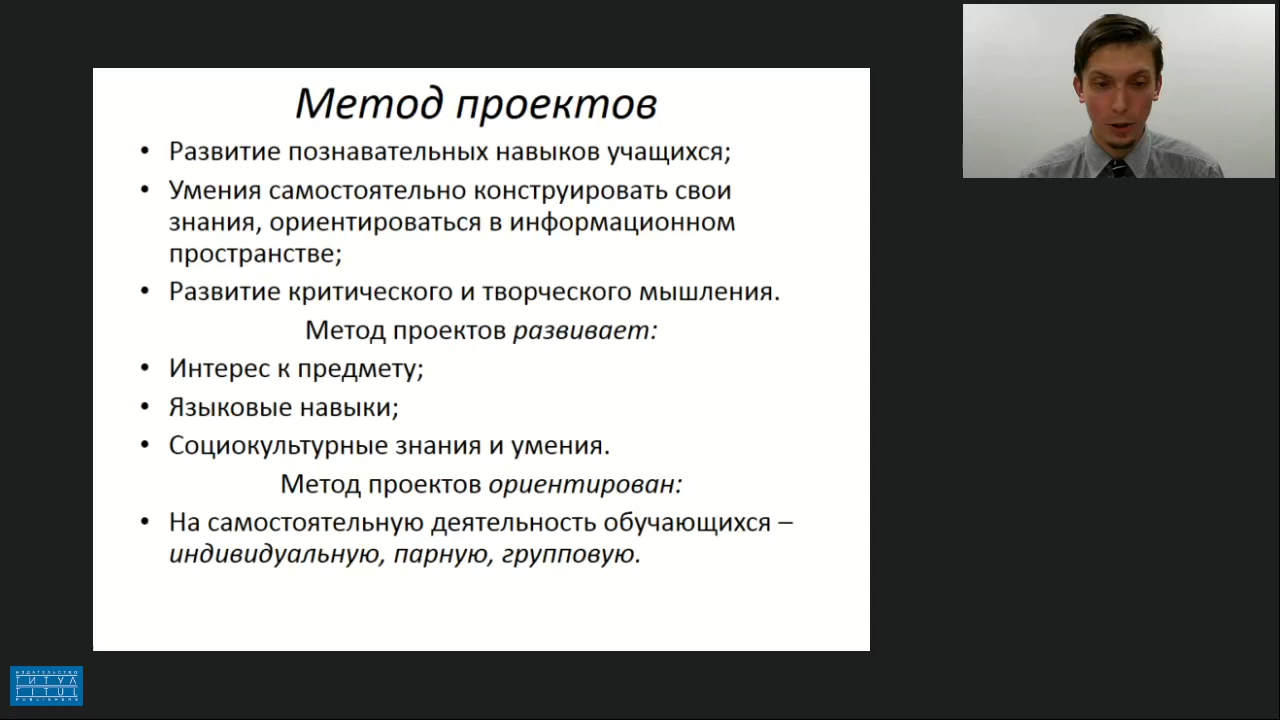 Метод проектов
• Развитие познавательных навыков учащихся;
• Умения самостоятельно конструировать свои
знания, ориентироваться в информационном
пространстве;
• Развитие критического и творческого мышления.
Метод проектов развивает:
• Интерес к предмету;
• Языковые навыки;
• Социокультурные знания и умения.
Метод проектов ориентирован:
• На самостоятельную деятельность обучающихся –
индивидуальную, парную, групповую.
ИЗДАТЕЛЬСТВО
ТИТУЛ
TITUL
PUBLISHERS